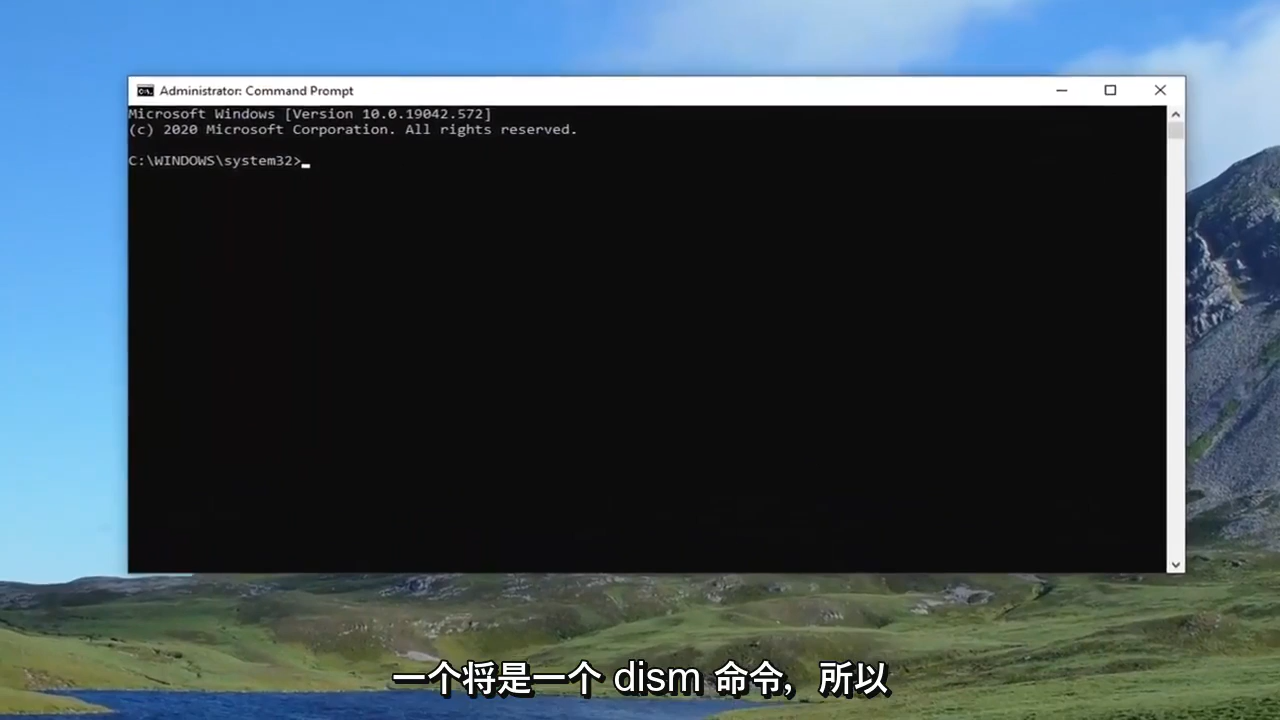 Administrator: Command Prompt
Microsoft Windows [Version 10.0.19042.572]
(c) 2020 Microsoft Corporation. All rights reserved.
C:\WINDOWS\system32>
一个将是一个 dism 命令，所以